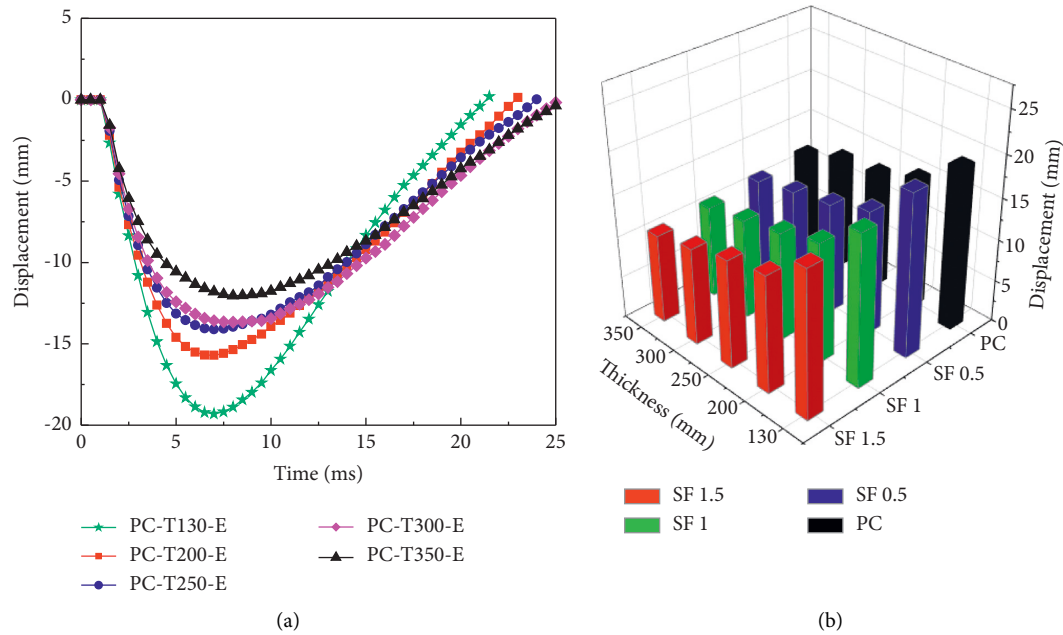 5
0
-5
-10
-15
-20
Displacement (mm)
0 5 10 15 20 25
Time (ms)
PC-T130-E
PC-T200-E
PC-T250-E
PC-T300-E
PC-T350-E
(a)
25
20
15
10
5
0
Displacement (mm)
350
300
250
200
130
Thickness (mm)
PC
SF 0.5
SF 1
SF 1.5
SF 1.5
SF 1
SF 0.5
PC
(b)